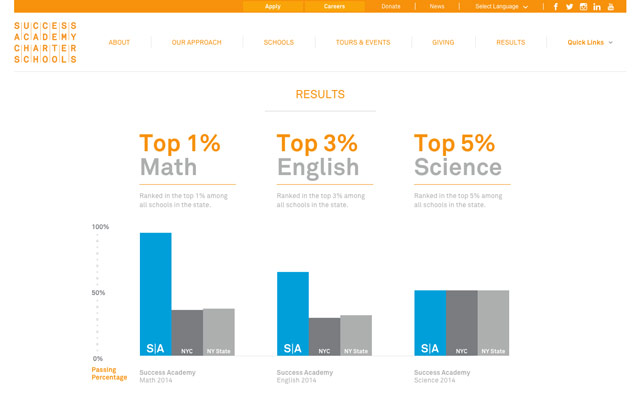 Apply Careers Donate News Select Language
SUCCESS
ACADEMY
CHARTER
SCHOOLS
ABOUT OUR APPROACH SCHOOLS TOURS & EVENTS GIVING RESULTS Quick Links
RESULTS
Top 1%
Math
Ranked in the top 1% among
all schools in the state.
Top 3%
English
Ranked in the top 3% among
all schools in the state.
Top 5%
Science
Ranked in the top 5% among
all schools in the state.
100%
50%
0%
Passing
Percentage
S|A NYC NY State
Success Academy
Math 2014
S|A NYC NY State
Success Academy
English 2014
S|A NYC NY State
Success Academy
Science 2014